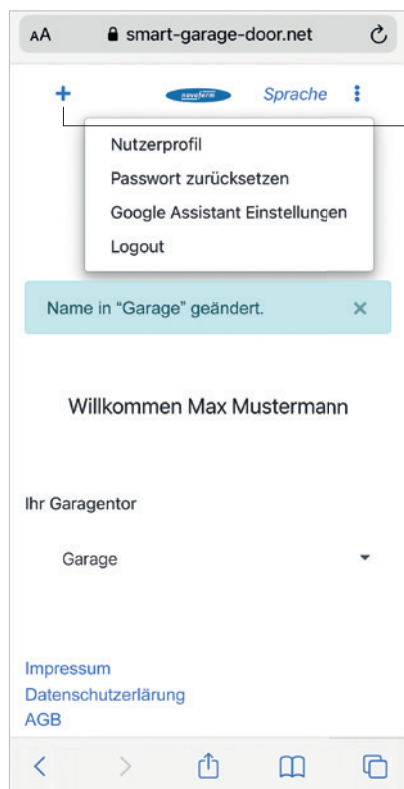 AA smart-garage-door.net
+ novoferm Sprache
Nutzerprofil
Passwort zurücksetzen
Google Assistant Einstellungen
Logout
Name in “Garage” geändert. ×
Willkommen Max Mustermann
Ihr Garagentor
Garage
Impressum
Datenschutzerlärung
AGB